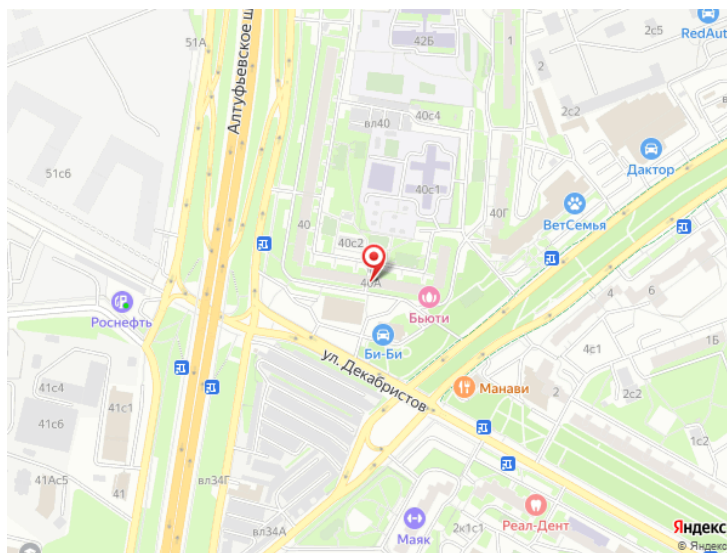 51А
42Б
1
2с5
RedAut
2
2с2
вл40
40с4
Алтуфьевское ш
51с6
40с1
Дактор
40
40с2
40Г
ВетСемья
40А
Роснефть
Бьюти
4
6
Би-Би
ул. Декабристов
4с1
1Б
41с4
41с1
Манави
2
2с2
41с6
1с2
41Ас5
41
вл34Г
вл34А
Маяк
2к1с1
Реал-Дент
Яндекс
© Яндекс